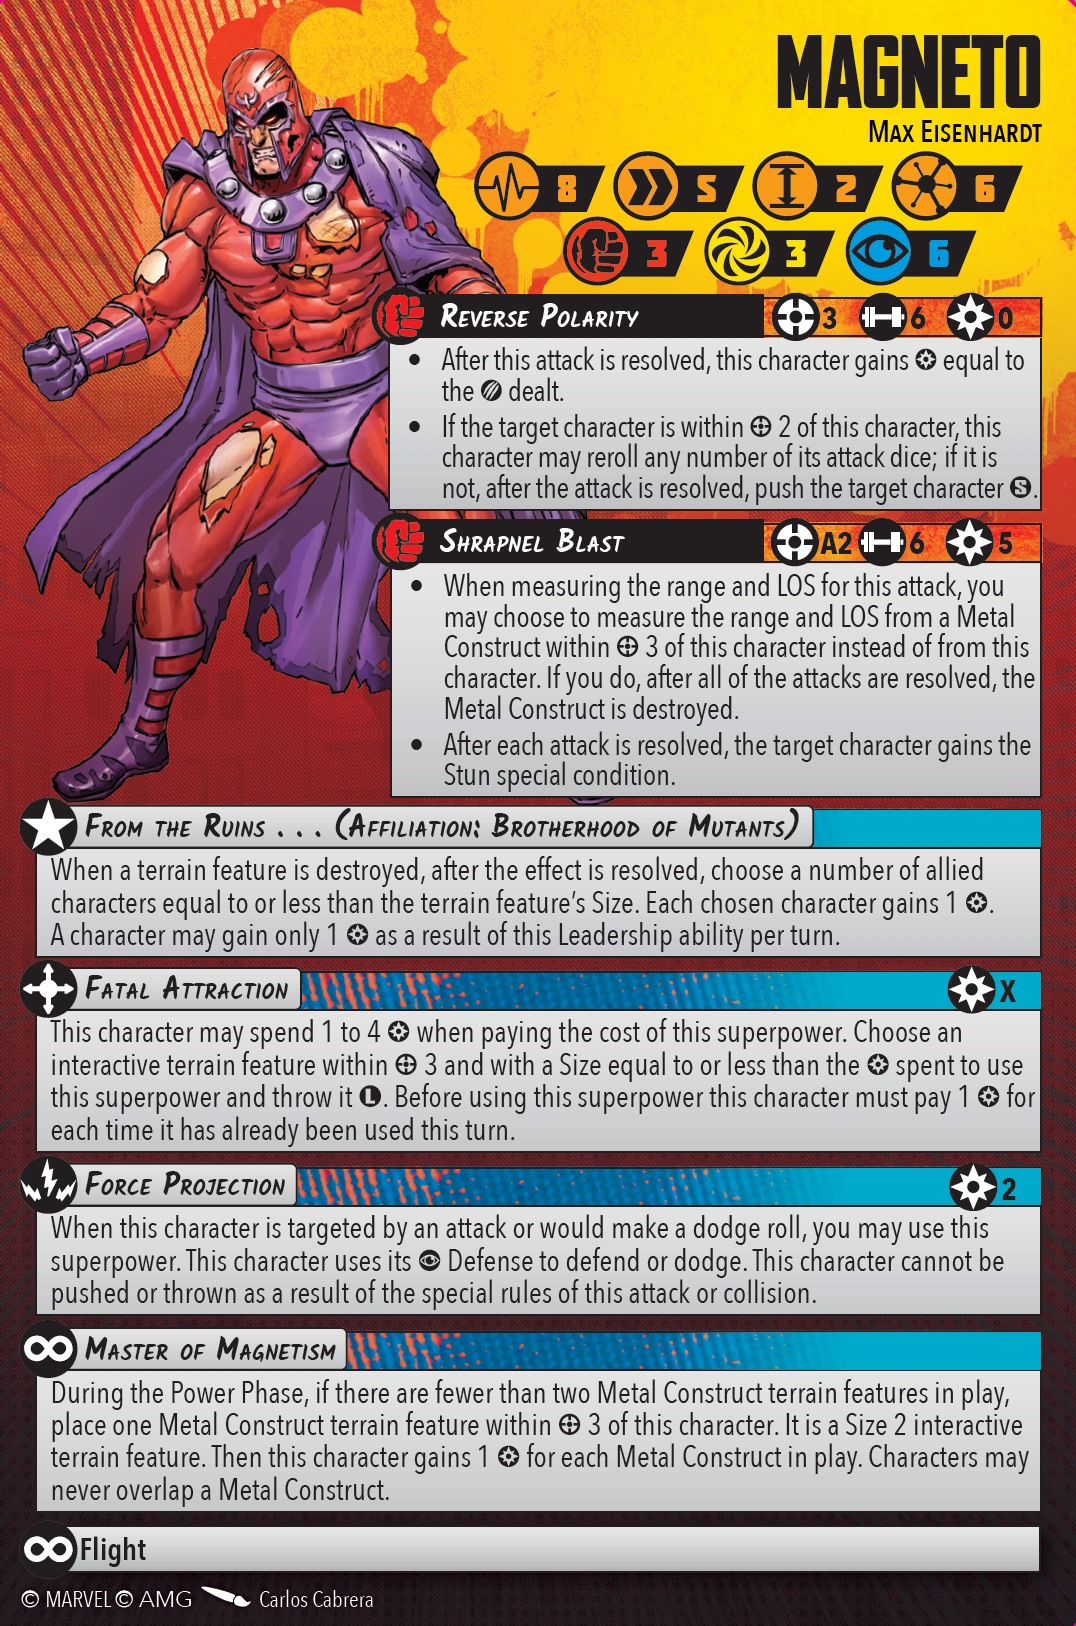 MAGNETO
Max Eisenhardt
8 S 2 6
3 3 6
Reverse Polarity 3 6 0
• After this attack is resolved, this character gains equal to
the dealt.
• If the target character is within 2 of this character, this
character may reroll any number of its attack dice; if it is
not, after the attack is resolved, push the target character S.
Shrapnel Blast A2 6 5
• When measuring the range and LOS for this attack, you
may choose to measure the range and LOS from a Metal
Construct within 3 of this character instead of from this
character. If you do, after all of the attacks are resolved, the
Metal Construct is destroyed.
• After each attack is resolved, the target character gains the
Stun special condition.
From the Ruins . . . (Affiliation: Brotherhood of Mutants)
When a terrain feature is destroyed, after the effect is resolved, choose a number of allied
characters equal to or less than the terrain feature's Size. Each chosen character gains 1 .
A character may gain only 1 as a result of this Leadership ability per turn.
Fatal Attraction X
This character may spend 1 to 4 when paying the cost of this superpower. Choose an
interactive terrain feature within 3 and with a Size equal to or less than the spent to use
this superpower and throw it L. Before using this superpower this character must pay 1 for
each time it has already been used this turn.
Force Projection 2
When this character is targeted by an attack or would make a dodge roll, you may use this
superpower. This character uses its Defense to defend or dodge. This character cannot be
pushed or thrown as a result of the special rules of this attack or collision.
Master of Magnetism
During the Power Phase, if there are fewer than two Metal Construct terrain features in play,
place one Metal Construct terrain feature within 3 of this character. It is a Size 2 interactive
terrain feature. Then this character gains 1 for each Metal Construct in play. Characters may
never overlap a Metal Construct.
Flight
© MARVEL © AMG Carlos Cabrera